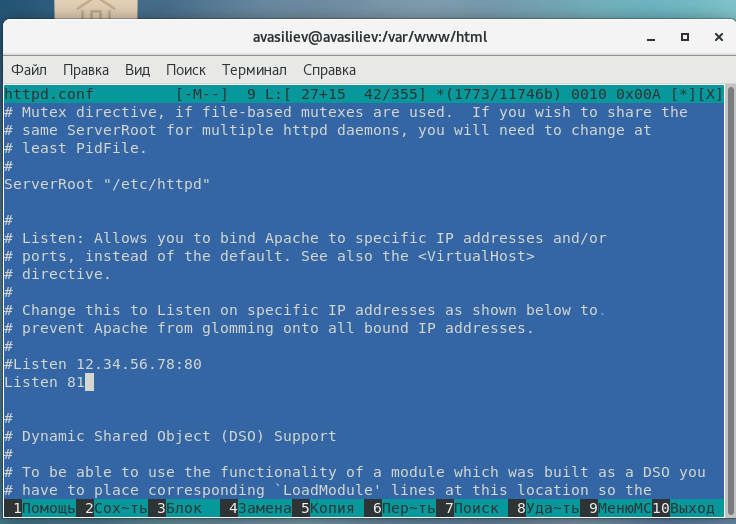 avasiliev@avasiliev:/var/www/html
Файл Правка Вид Поиск Терминал Справка
httpd.conf [-M--] 9 L:[ 27+15 42/355] *(1773/11746b) 0010 0x00A [*][X]
# Mutex directive, if file-based mutexes are used.  If you wish to share the
# same ServerRoot for multiple httpd daemons, you will need to change at
# least PidFile.
#
ServerRoot "/etc/httpd"
#
# Listen: Allows you to bind Apache to specific IP addresses and/or
# ports, instead of the default. See also the <VirtualHost>
# directive.
#
# Change this to Listen on specific IP addresses as shown below to.
# prevent Apache from glomming onto all bound IP addresses.
#
#Listen 12.34.56.78:80
Listen 81
#
# Dynamic Shared Object (DSO) Support
#
# To be able to use the functionality of a module which was built as a DSO you
# have to place corresponding `LoadModule' lines at this location so the
1Помощь 2Сох~ть 3Блок 4Замена 5Копия 6Пер~ть 7Поиск 8Уда~ть 9МенюМС 10Выход